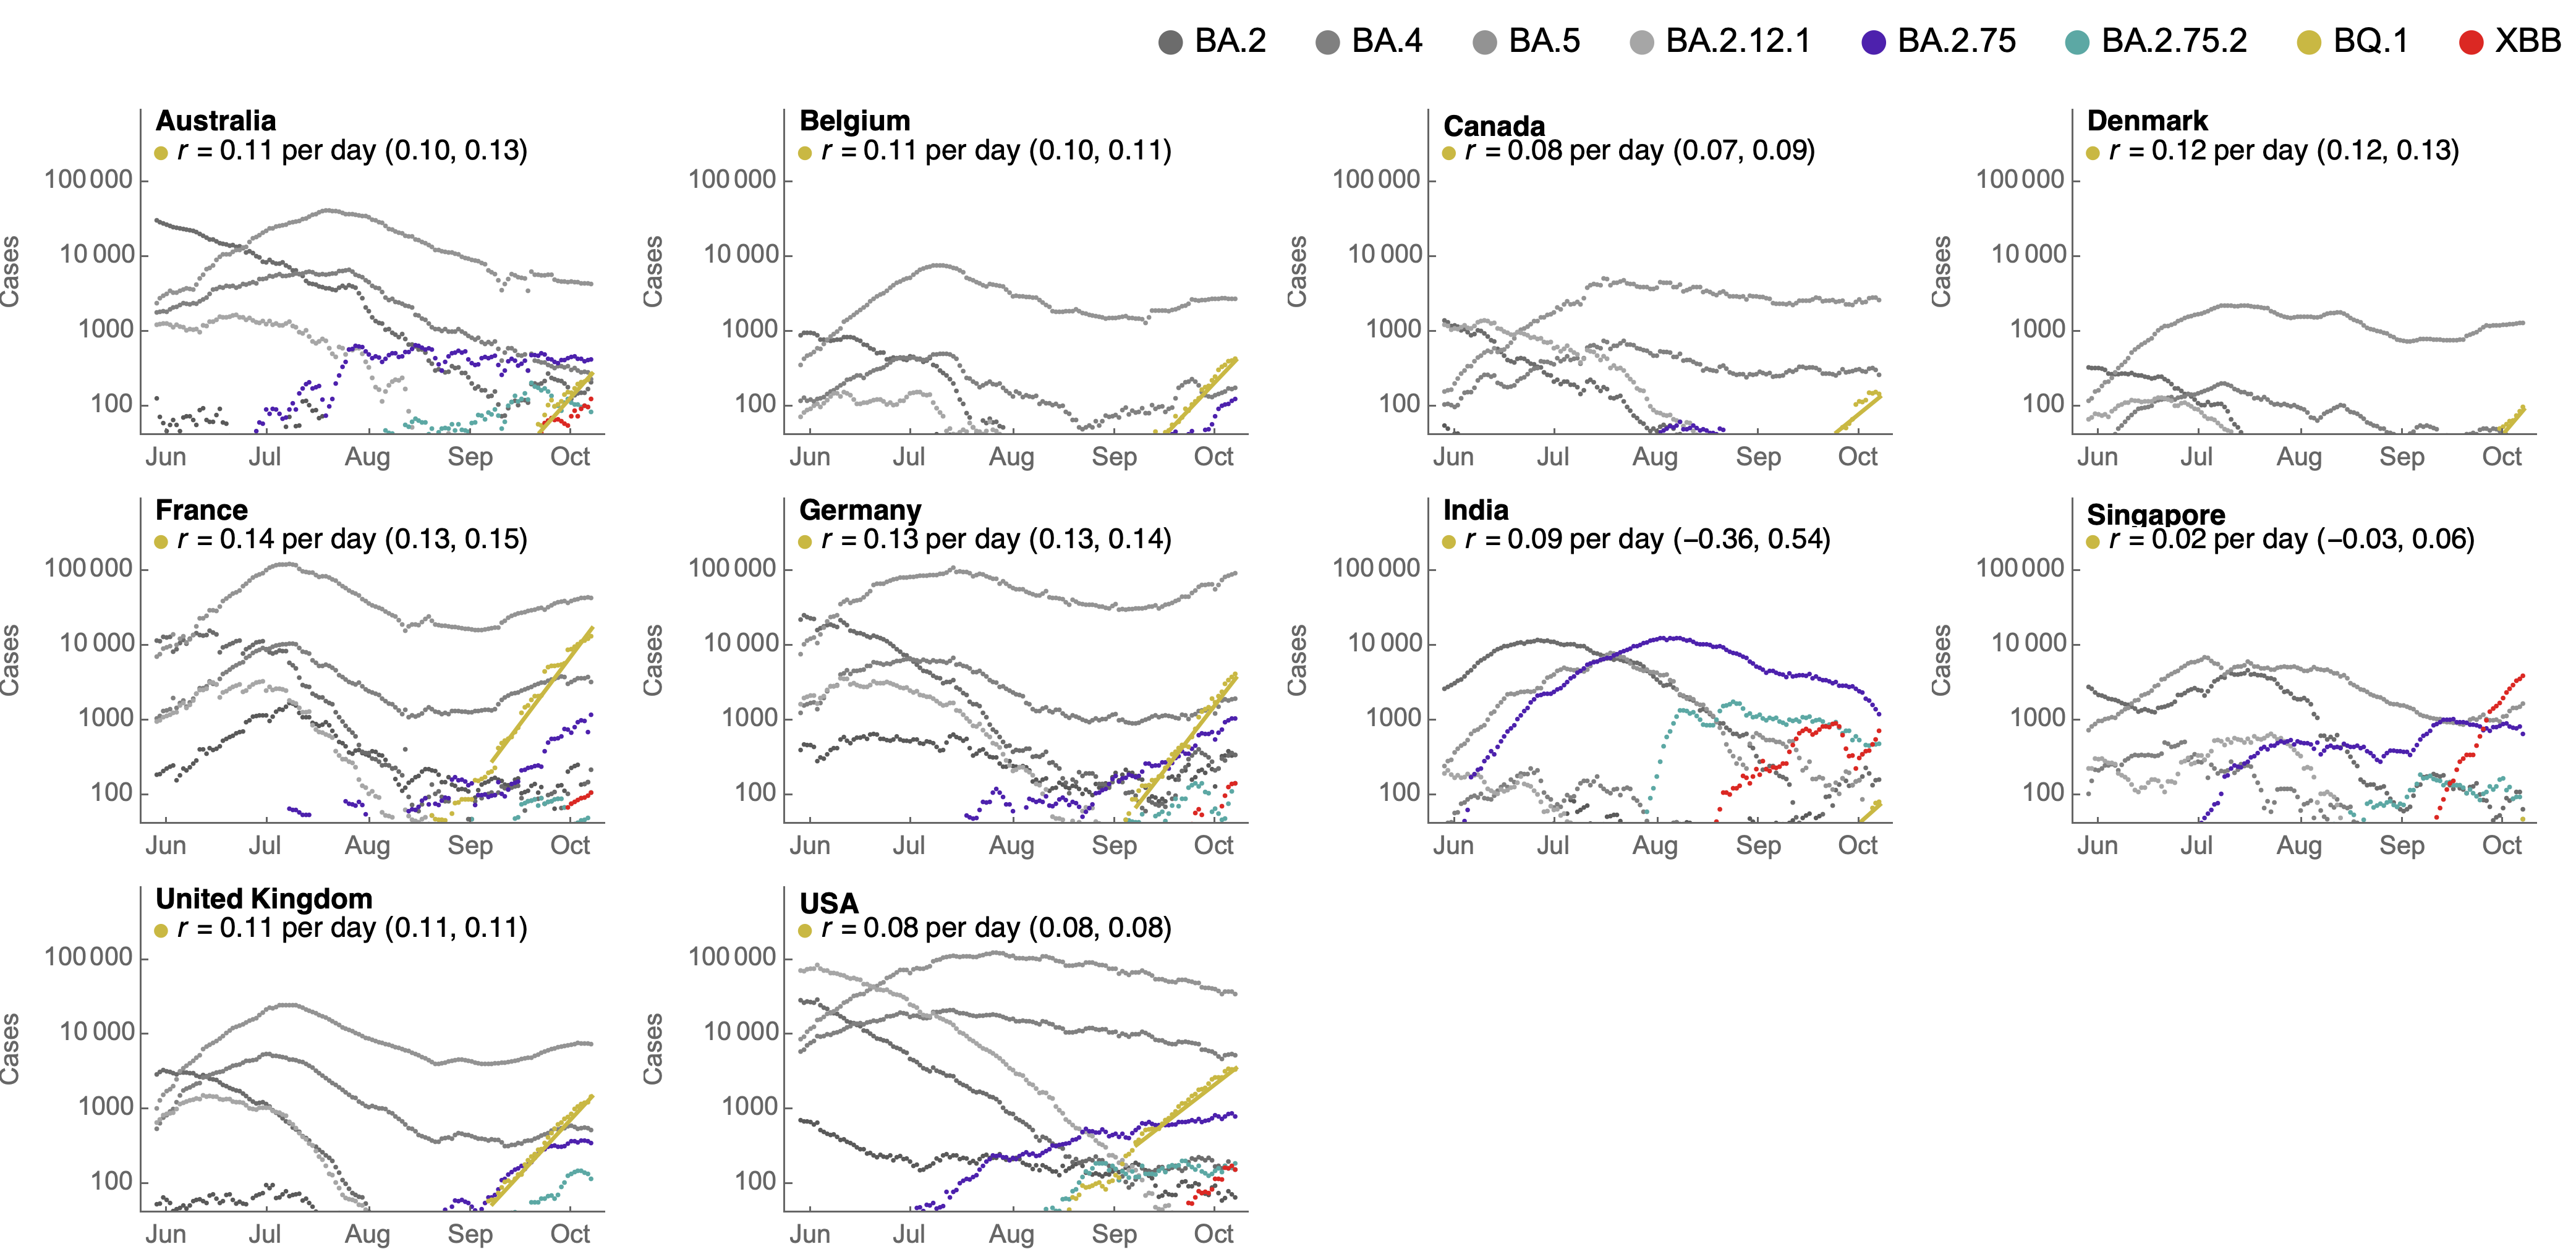 BA.2 BA.4 BA.5 BA.2.12.1 BA.2.75 BA.2.75.2 BQ.1 XBB
Australia
r = 0.11 per day (0.10, 0.13)
100 000
10 000
1000
100
Cases
Jun Jul Aug Sep Oct
Belgium
r = 0.11 per day (0.10, 0.11)
100 000
10 000
1000
100
Cases
Jun Jul Aug Sep Oct
Canada
r = 0.08 per day (0.07, 0.09)
100 000
10 000
1000
100
Cases
Jun Jul Aug Sep Oct
Denmark
r = 0.12 per day (0.12, 0.13)
100 000
10 000
1000
100
Cases
Jun Jul Aug Sep Oct
France
r = 0.14 per day (0.13, 0.15)
100 000
10 000
1000
100
Cases
Jun Jul Aug Sep Oct
Germany
r = 0.13 per day (0.13, 0.14)
100 000
10 000
1000
100
Cases
Jun Jul Aug Sep Oct
India
r = 0.09 per day (−0.36, 0.54)
100 000
10 000
1000
100
Cases
Jun Jul Aug Sep Oct
Singapore
r = 0.02 per day (−0.03, 0.06)
100 000
10 000
1000
100
Cases
Jun Jul Aug Sep Oct
United Kingdom
r = 0.11 per day (0.11, 0.11)
100 000
10 000
1000
100
Cases
Jun Jul Aug Sep Oct
USA
r = 0.08 per day (0.08, 0.08)
100 000
10 000
1000
100
Cases
Jun Jul Aug Sep Oct